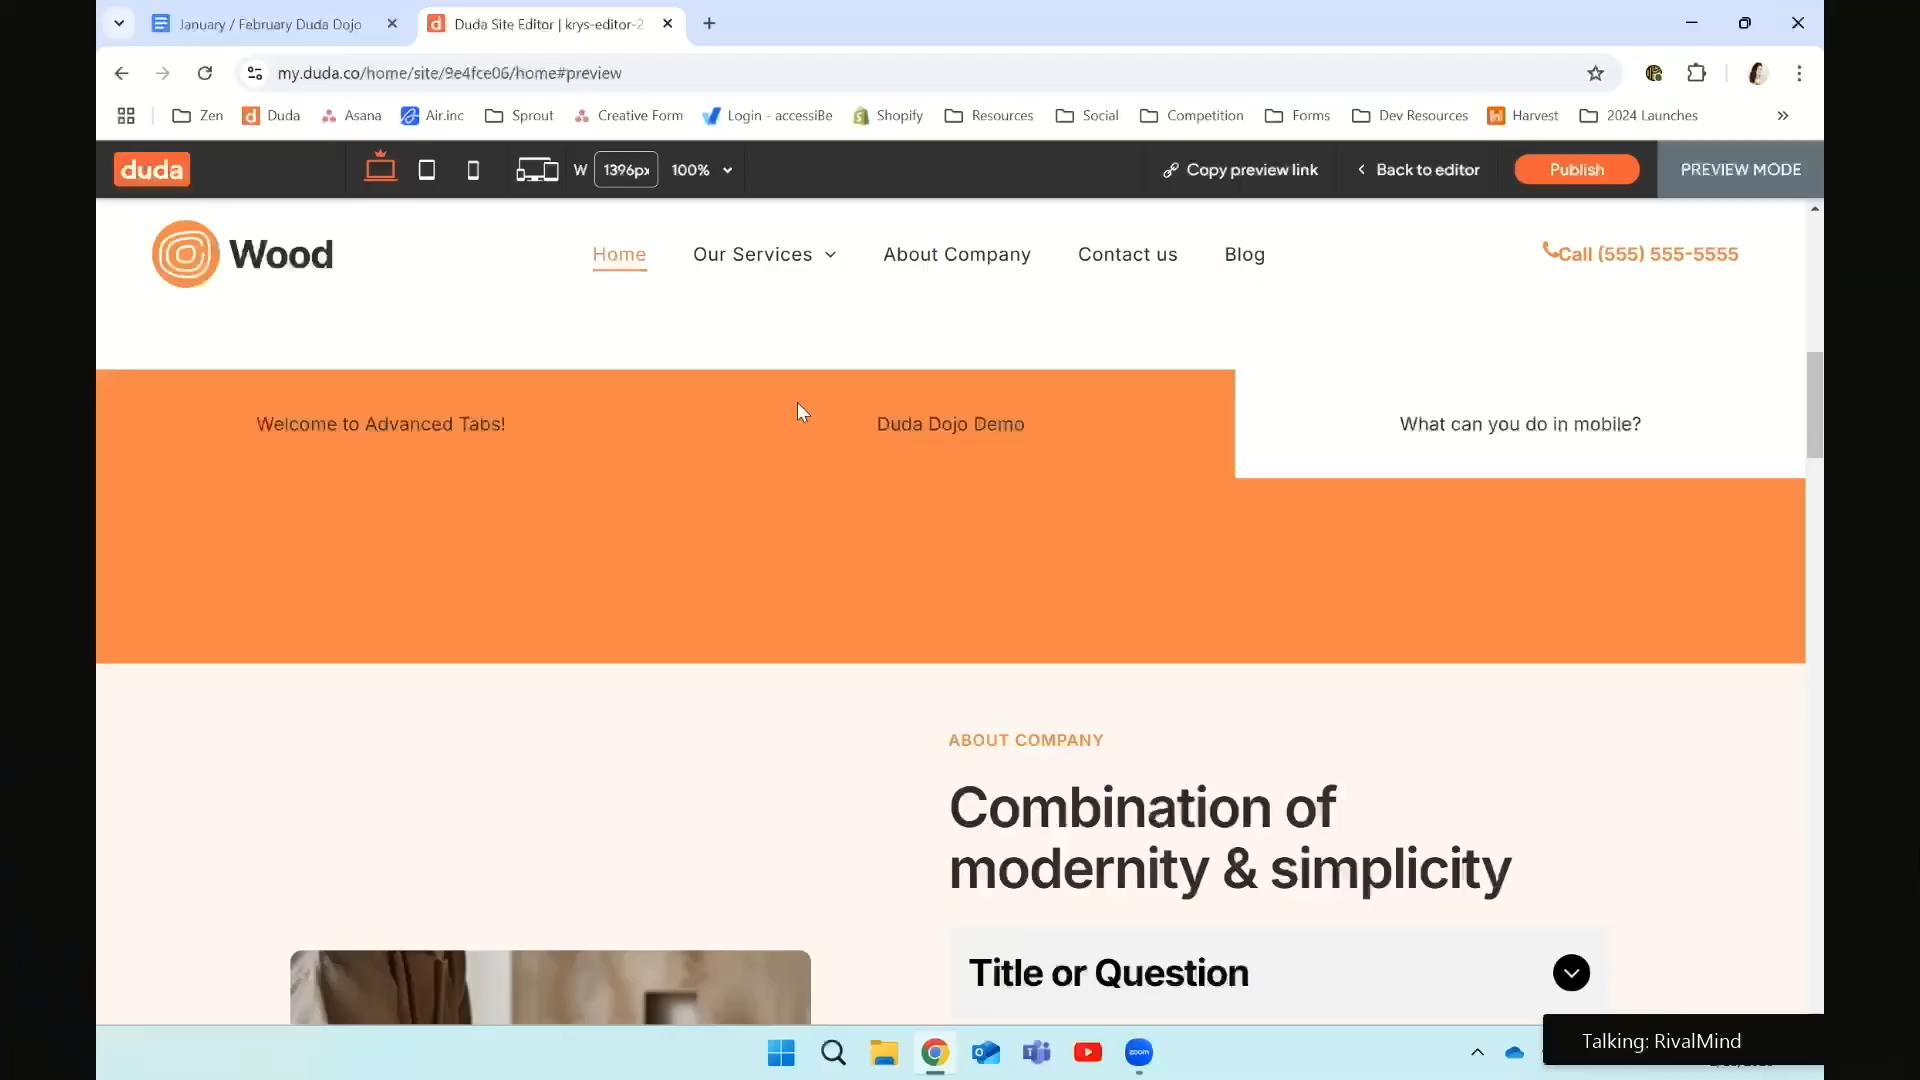 January / February Duda Dojo
Duda Site Editor | krys-editor-2
my.duda.co/home/site/9e4fce06/home#preview
Zen
Duda
Asana
Air.inc
Sprout
Creative Form
Login - accessiBe
Shopify
Resources
Social
Competition
Forms
Dev Resources
Harvest
2024 Launches
duda
W
1396px
100%
Copy preview link
Back to editor
Publish
PREVIEW MODE
Wood
Home
Our Services
About Company
Contact us
Blog
Call (555) 555-5555
Welcome to Advanced Tabs!
Duda Dojo Demo
What can you do in mobile?
ABOUT COMPANY
Combination of
modernity & simplicity
Title or Question
zoom
Talking: RivalMind